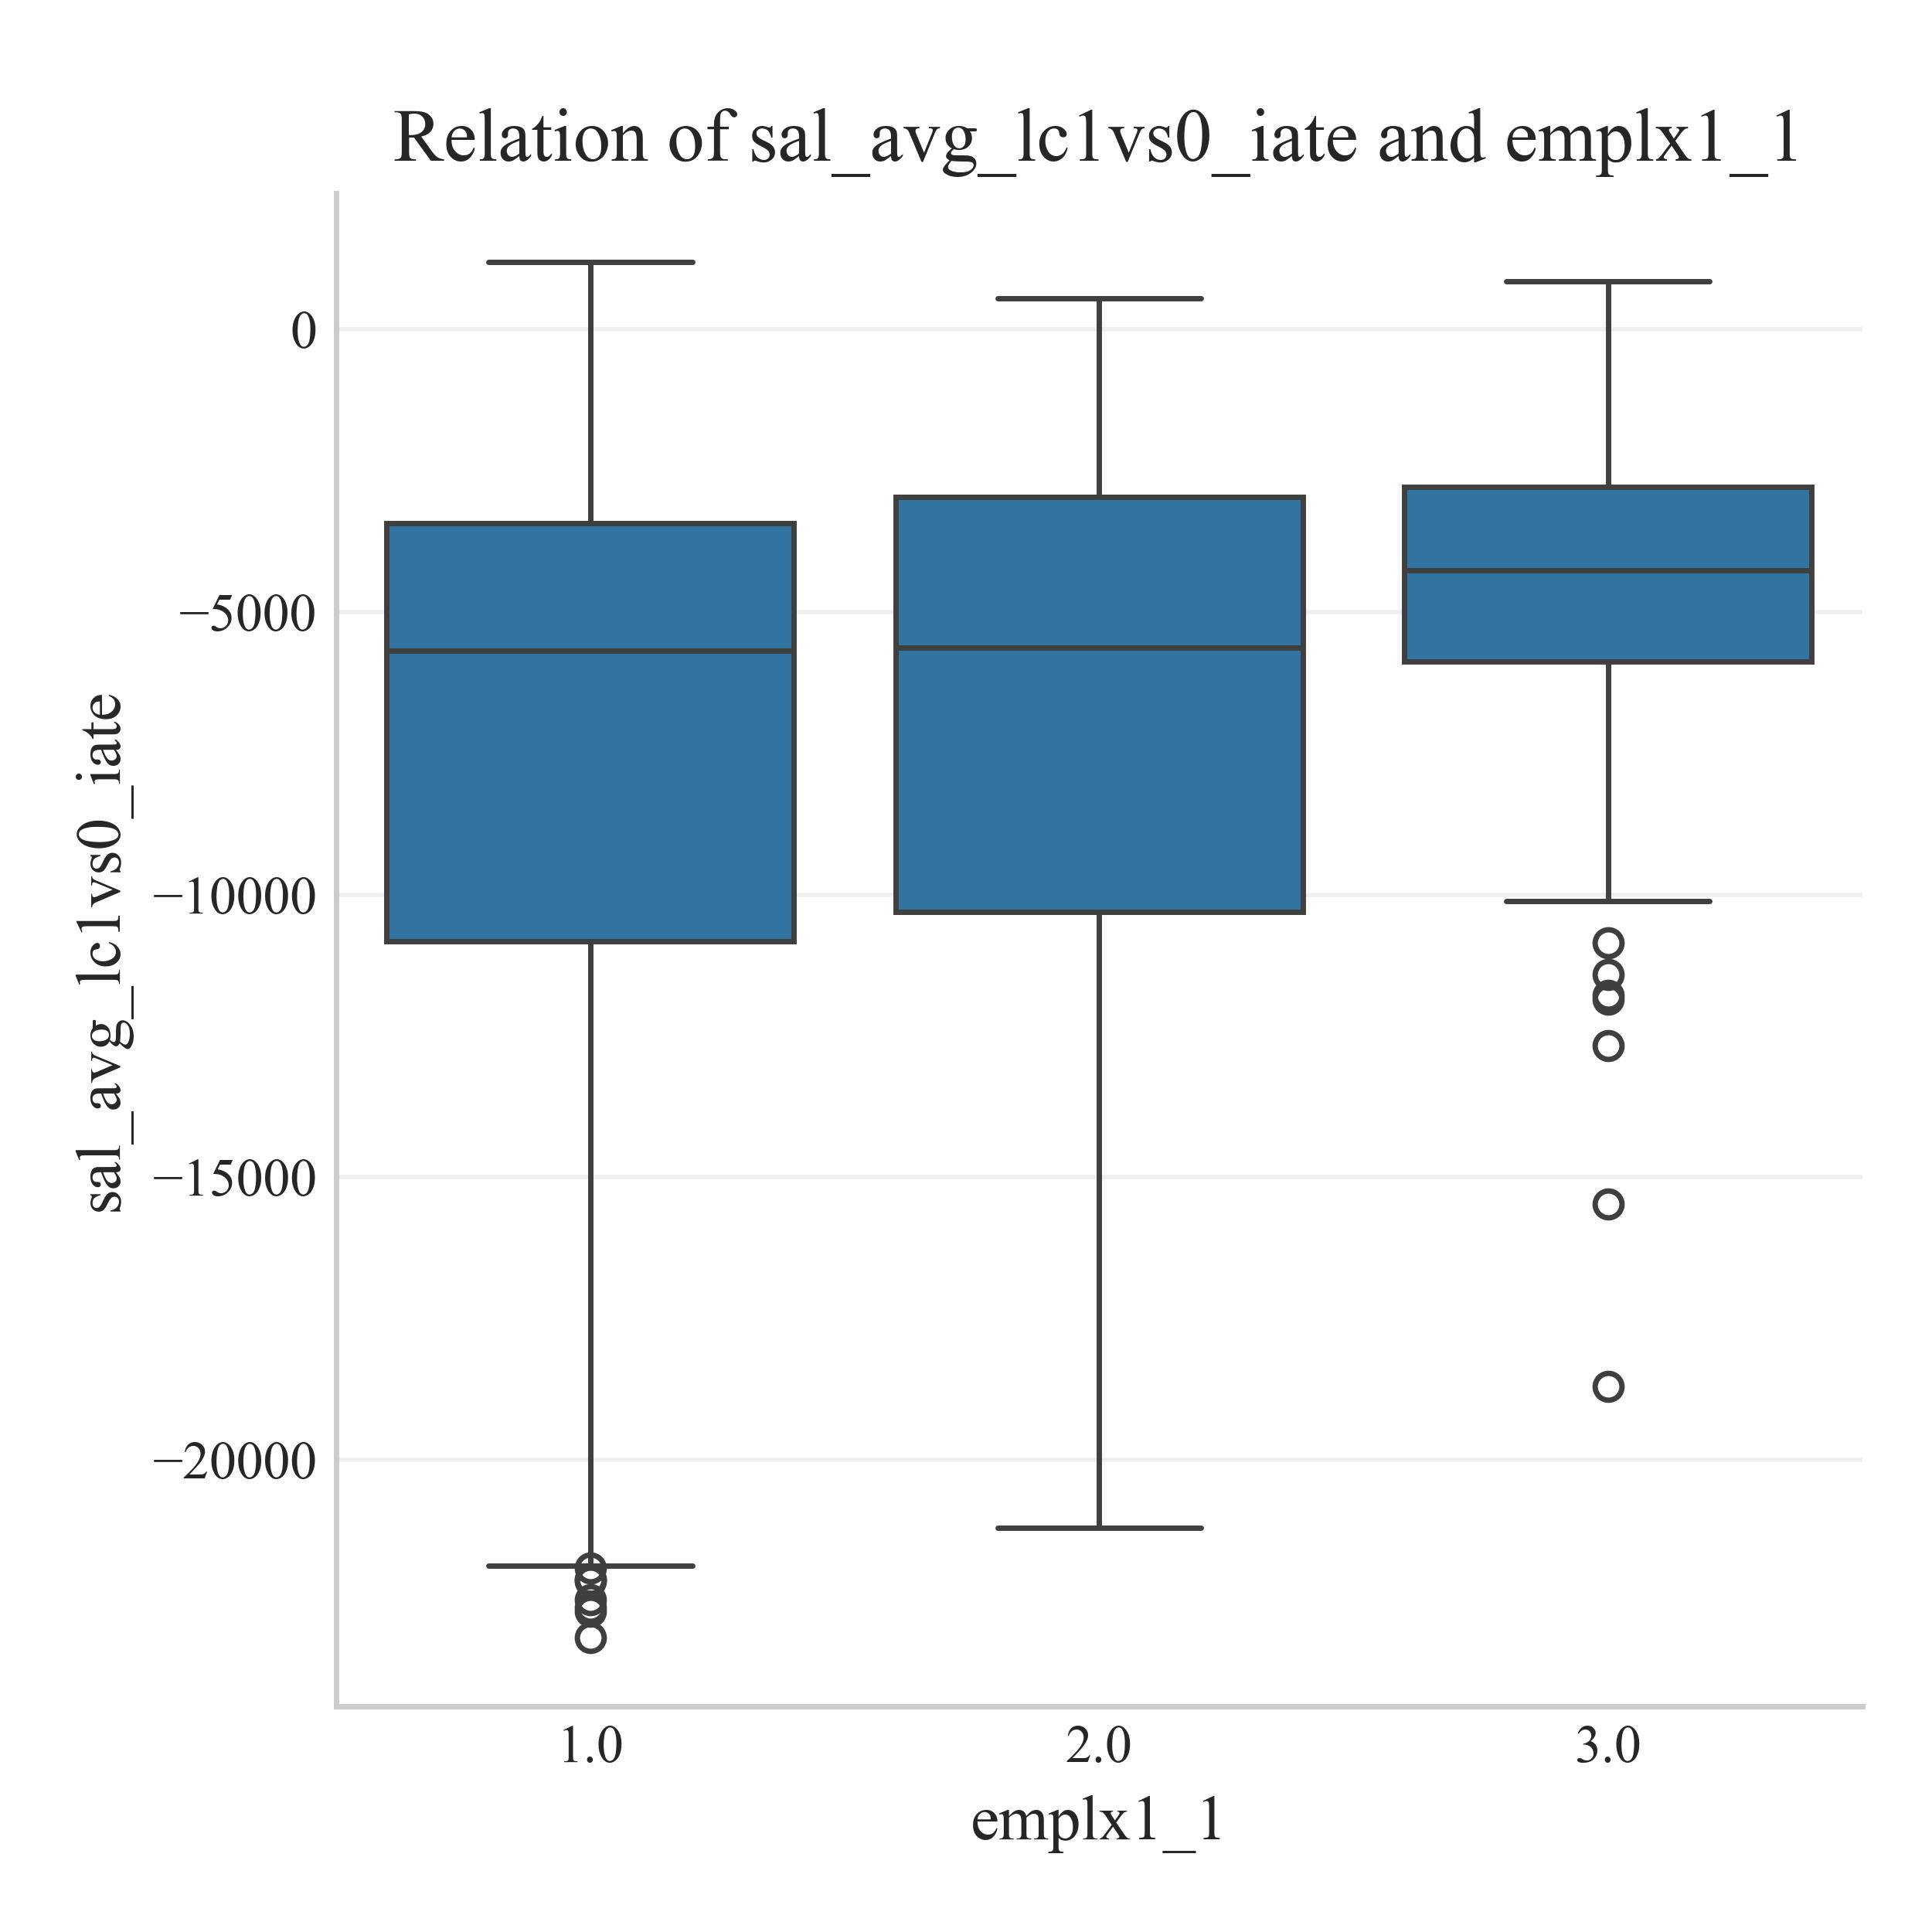 Relation of sal_avg_lc1vs0_iate and emplx1_1
sal_avg_lc1vs0_iate
0
−5000
−10000
−15000
−20000
1.0 2.0 3.0
emplx1_1